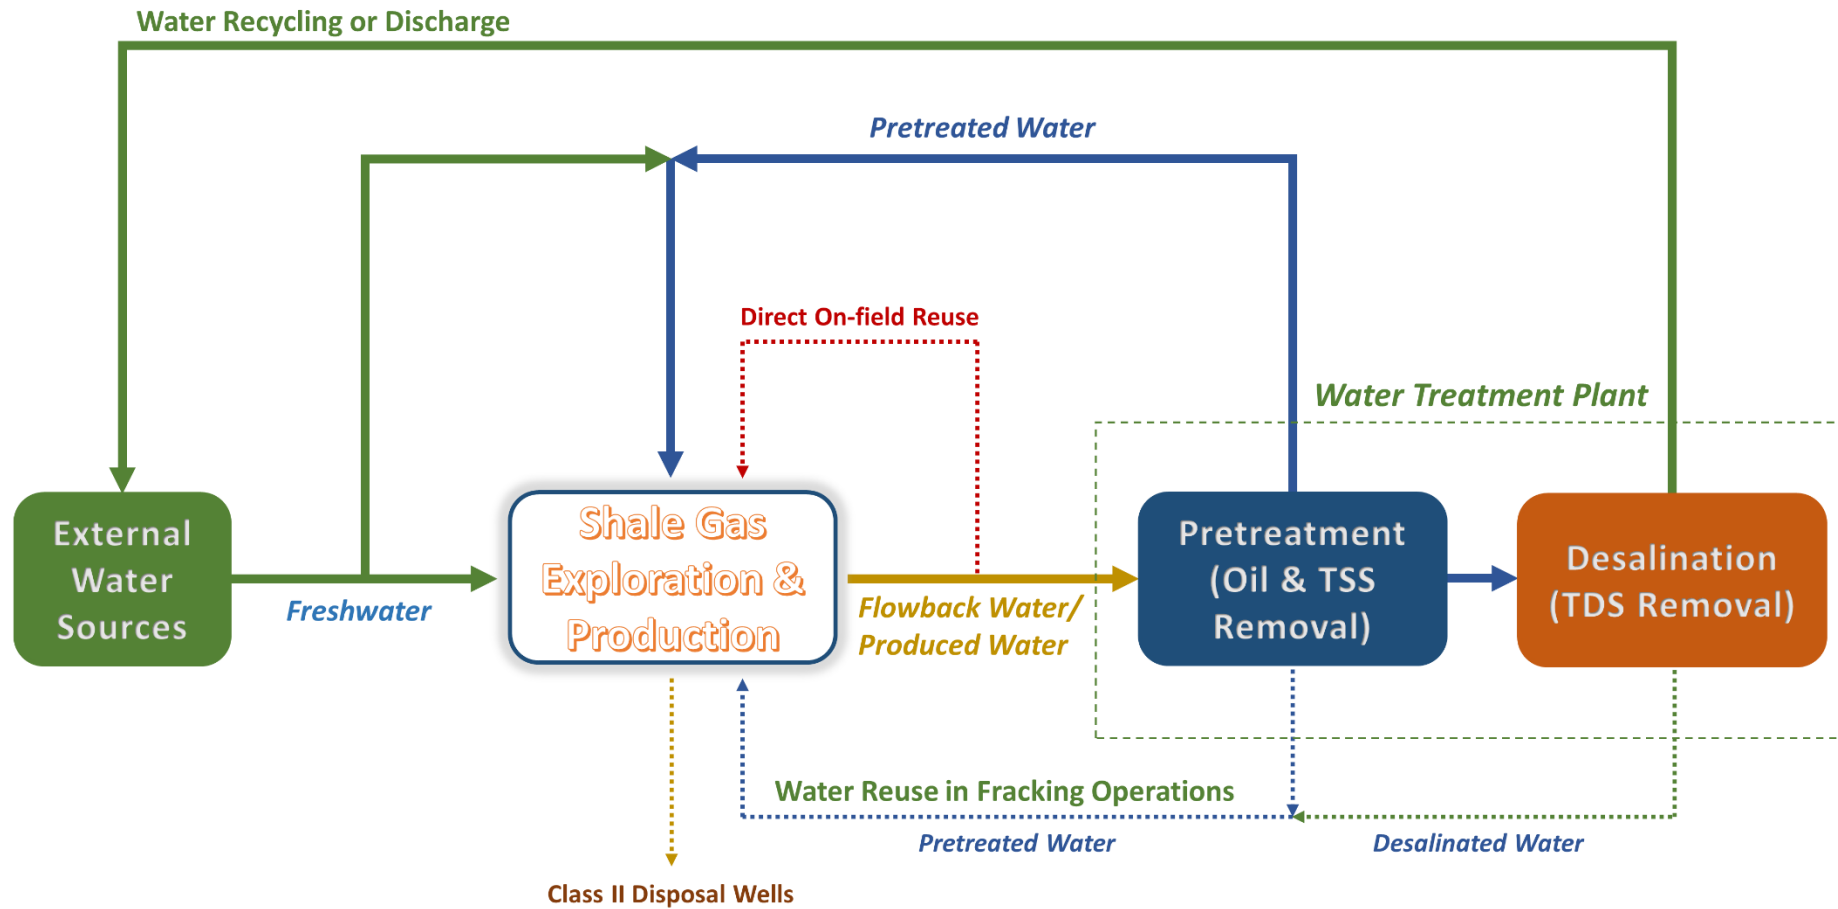 Water Recycling or Discharge
Pretreated Water
Direct On-field Reuse
Water Treatment Plant
External
Water
Sources
Freshwater
Shale Gas
Exploration &
Production
Flowback Water/
Produced Water
Pretreatment
(Oil & TSS
Removal)
Desalination
(TDS Removal)
Water Reuse in Fracking Operations
Pretreated Water
Desalinated Water
Class II Disposal Wells